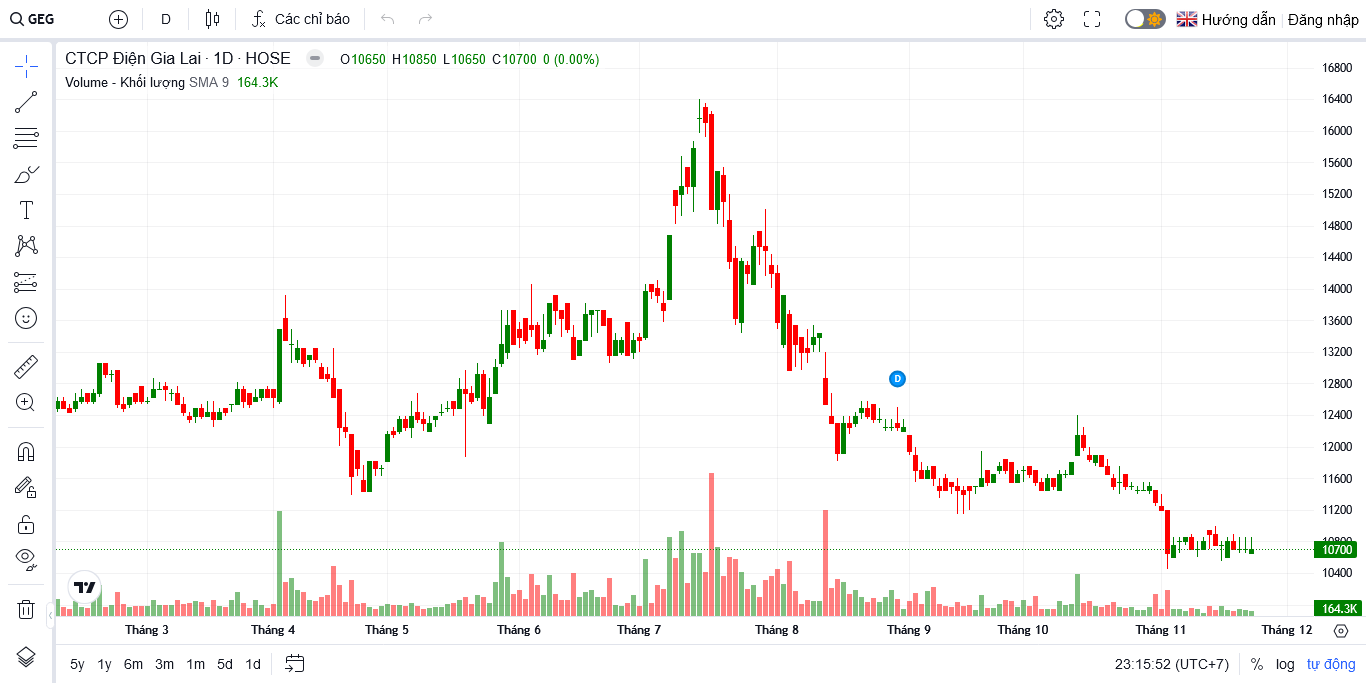 GEG D Các chỉ báo Hướng dẫn Đăng nhập
CTCP Điện Gia Lai · 1D · HOSE O10650 H10850 L10650 C10700 0 (0.00%)
Volume - Khối lượng SMA 9 164.3K
16800
16400
16000
15600
15200
14800
14400
14000
13600
13200
D
12800
12400
12000
11600
11200
10800
10700
10400
164.3K
Tháng 3 Tháng 4 Tháng 5 Tháng 6 Tháng 7 Tháng 8 Tháng 9 Tháng 10 Tháng 11 Tháng 12
5y 1y 6m 3m 1m 5d 1d 23:15:52 (UTC+7) % log tự động